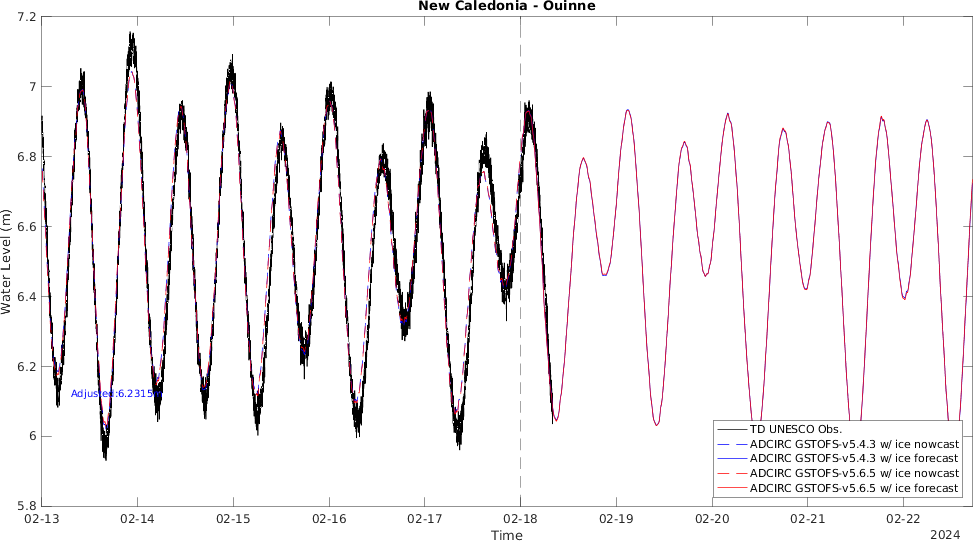 New Caledonia - Ouinne
Water Level (m)
7.2
7
6.8
6.6
6.4
6.2
6
5.8
Adjusted:6.2315
TD UNESCO Obs.
ADCIRC GSTOFS-v5.4.3 w/ ice nowcast
ADCIRC GSTOFS-v5.4.3 w/ ice forecast
ADCIRC GSTOFS-v5.6.5 w/ ice nowcast
ADCIRC GSTOFS-v5.6.5 w/ ice forecast
02-13 02-14 02-15 02-16 02-17 02-18 02-19 02-20 02-21 02-22
Time
2024